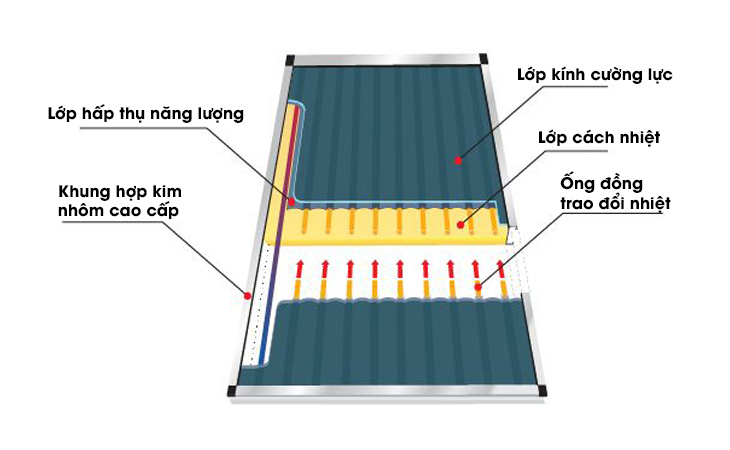 Lớp kính cường lực
Lớp hấp thụ năng lượng
Lớp cách nhiệt
Khung hợp kim
nhôm cao cấp
Ống đồng
trao đổi nhiệt